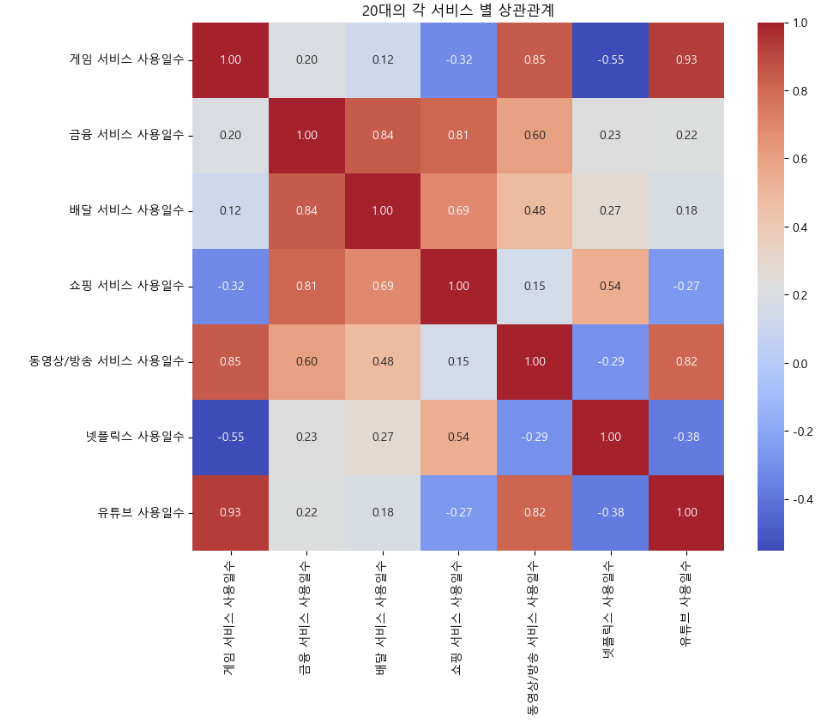 20대의 각 서비스 별 상관관계
게임 서비스 사용일수 1.00 0.20 0.12 -0.32 0.85 -0.55 0.93
금융 서비스 사용일수 0.20 1.00 0.84 0.81 0.60 0.23 0.22
배달 서비스 사용일수 0.12 0.84 1.00 0.69 0.48 0.27 0.18
쇼핑 서비스 사용일수 -0.32 0.81 0.69 1.00 0.15 0.54 -0.27
동영상/방송 서비스 사용일수 0.85 0.60 0.48 0.15 1.00 -0.29 0.82
넷플릭스 사용일수 -0.55 0.23 0.27 0.54 -0.29 1.00 -0.38
유튜브 사용일수 0.93 0.22 0.18 -0.27 0.82 -0.38 1.00
게임 서비스 사용일수
금융 서비스 사용일수
배달 서비스 사용일수
쇼핑 서비스 사용일수
동영상/방송 서비스 사용일수
넷플릭스 사용일수
유튜브 사용일수
1.0
0.8
0.6
0.4
0.2
0.0
-0.2
-0.4